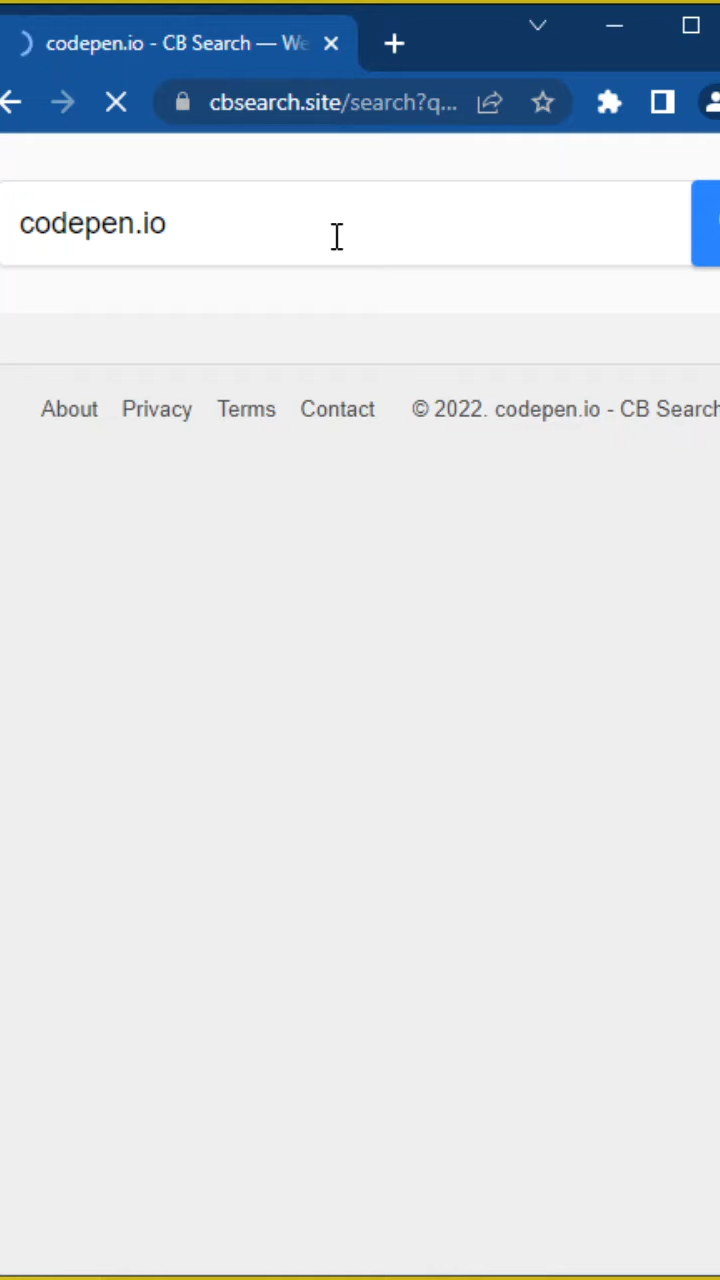 codepen.io - CB Search — We
cbsearch.site/search?q...
codepen.io
About Privacy Terms Contact © 2022. codepen.io - CB Search